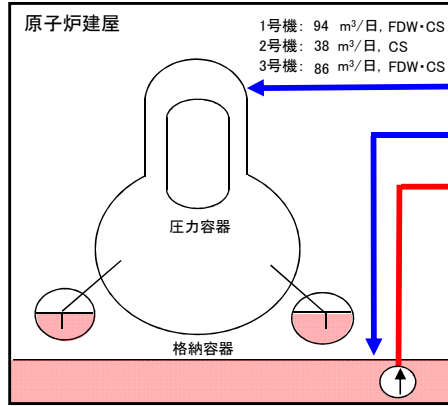 原子炉建屋
1号機: 94 m³/日, FDW・CS
2号機: 38 m³/日, CS
3号機: 86 m³/日, FDW・CS
圧力容器
格納容器